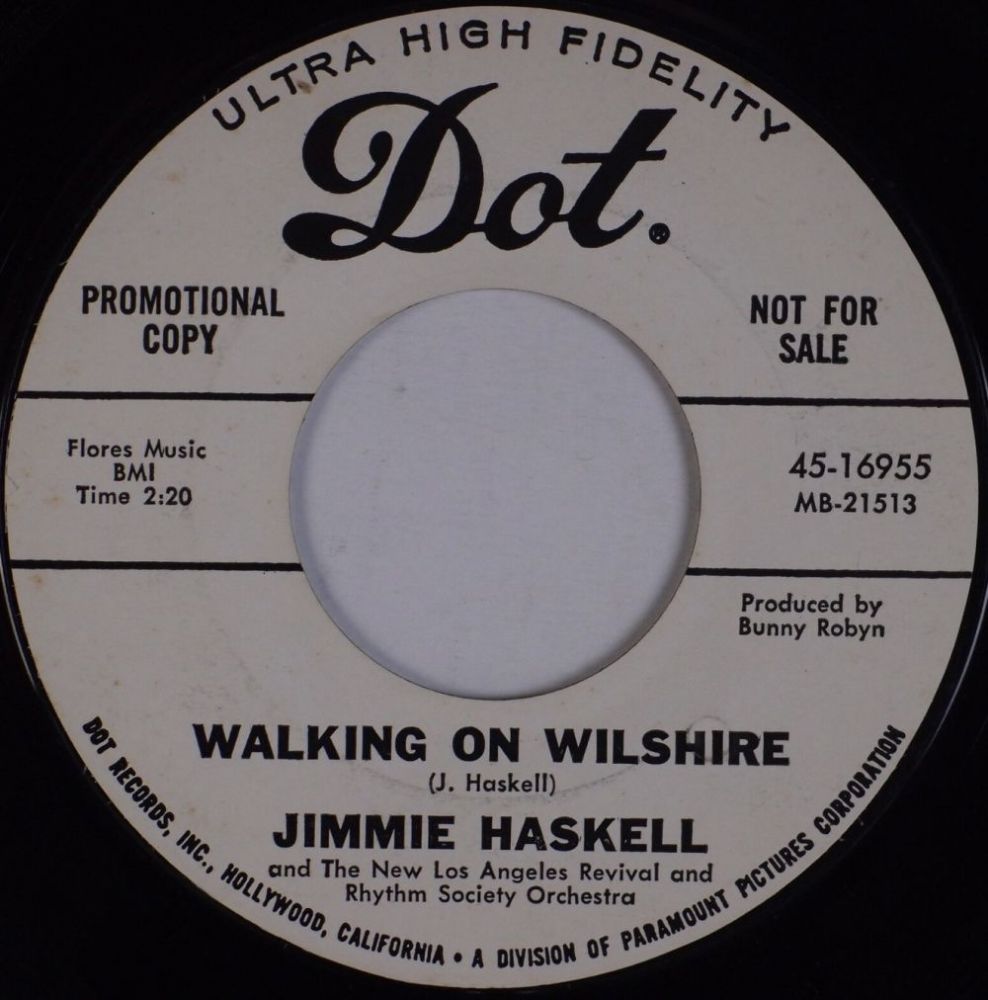 ULTRA HIGH FIDELITY
Dot.
®
PROMOTIONAL
COPY
NOT FOR
SALE
Flores Music
BMI
Time 2:20
45-16955
MB-21513
Produced by
Bunny Robyn
WALKING ON WILSHIRE
(J. Haskell)
JIMMIE HASKELL
and The New Los Angeles Revival and
Rhythm Society Orchestra
DOT RECORDS, INC., HOLLYWOOD, CALIFORNIA • A DIVISION OF PARAMOUNT PICTURES CORPORATION